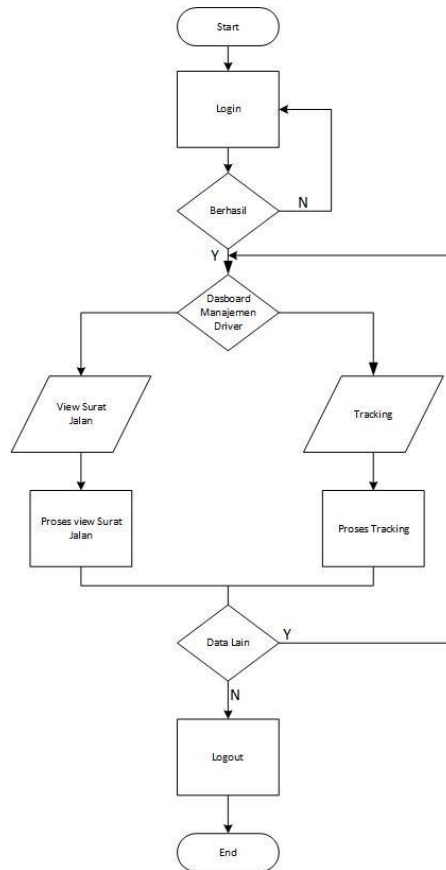 Start
Login
Berhasil
N
Y
Dasboard
Manajemen
Driver
View Surat
Jalan
Tracking
Proses view Surat
Jalan
Proses Tracking
Data Lain
Y
N
Logout
End